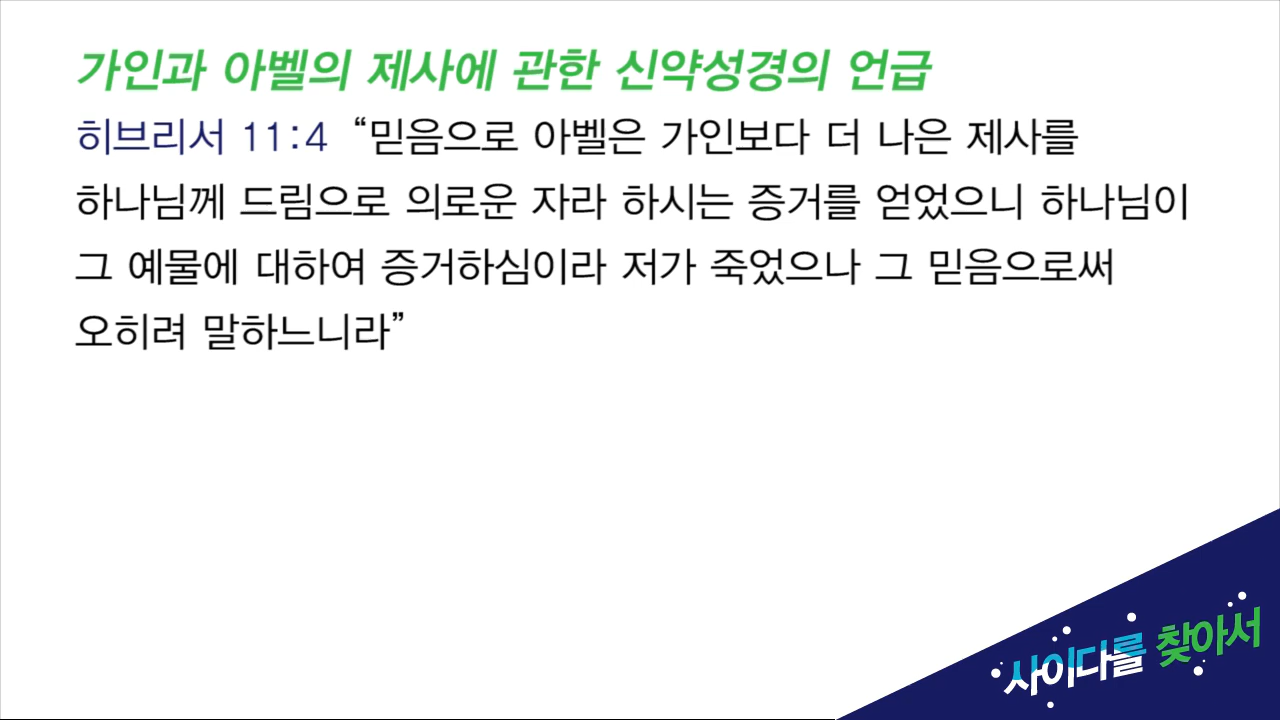 가인과 아벨의 제사에 관한 신약성경의 언급
히브리서 11:4 “믿음으로 아벨은 가인보다 더 나은 제사를
하나님께 드림으로 의로운 자라 하시는 증거를 얻었으니 하나님이
그 예물에 대하여 증거하심이라 저가 죽었으나 그 믿음으로써
오히려 말하느니라”
사이다를 찾아서